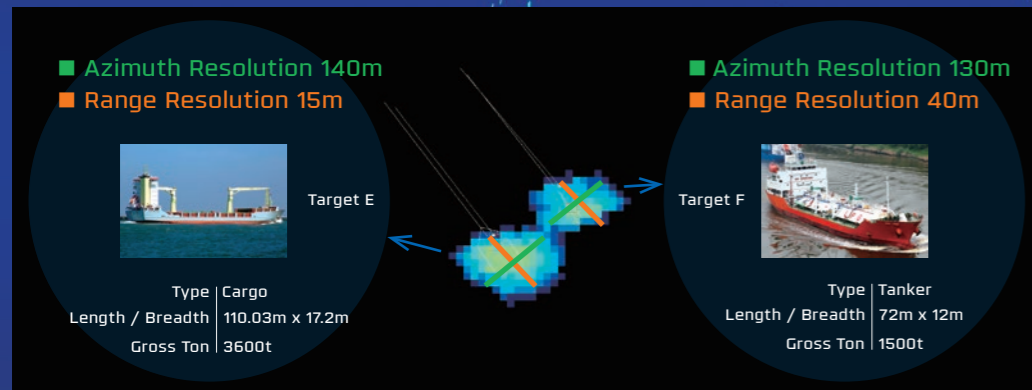 Azimuth Resolution 140m
Range Resolution 15m
Target E
Type Cargo
Length / Breadth 110.03m x 17.2m
Gross Ton 3600t
Azimuth Resolution 130m
Range Resolution 40m
Target F
Type Tanker
Length / Breadth 72m x 12m
Gross Ton 1500t